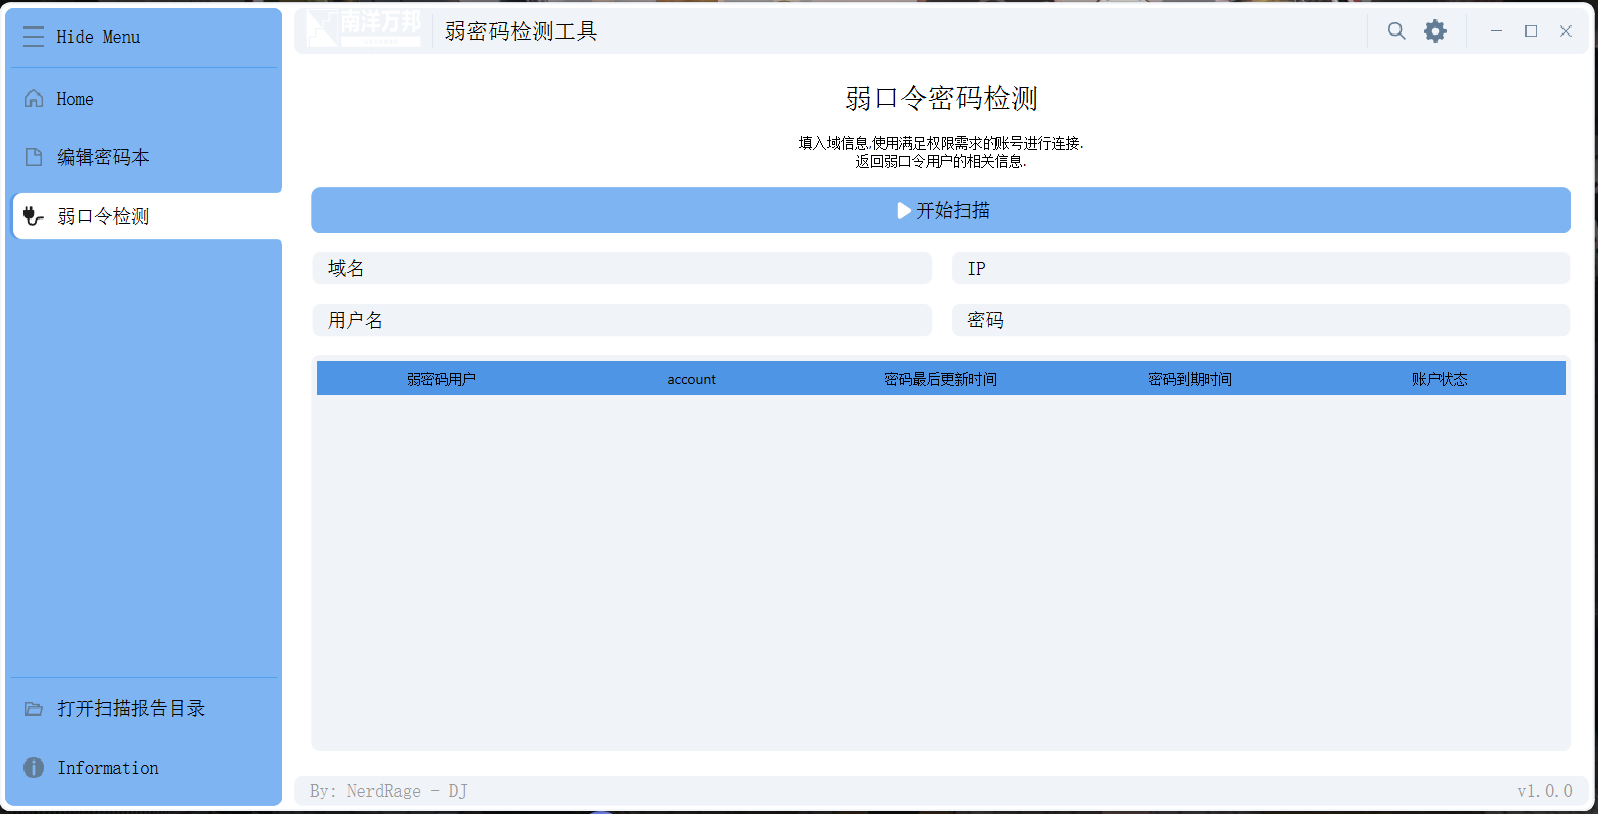 Hide Menu
Home
编辑密码本
弱口令检测
打开扫描报告目录
Information
南洋万邦
弱密码检测工具
弱口令密码检测
填入域信息,使用满足权限需求的账号进行连接.
返回弱口令用户的相关信息.
开始扫描
域名
IP
用户名
密码
弱密码用户 account 密码最后更新时间 密码到期时间 账户状态
By: NerdRage - DJ
v1.0.0